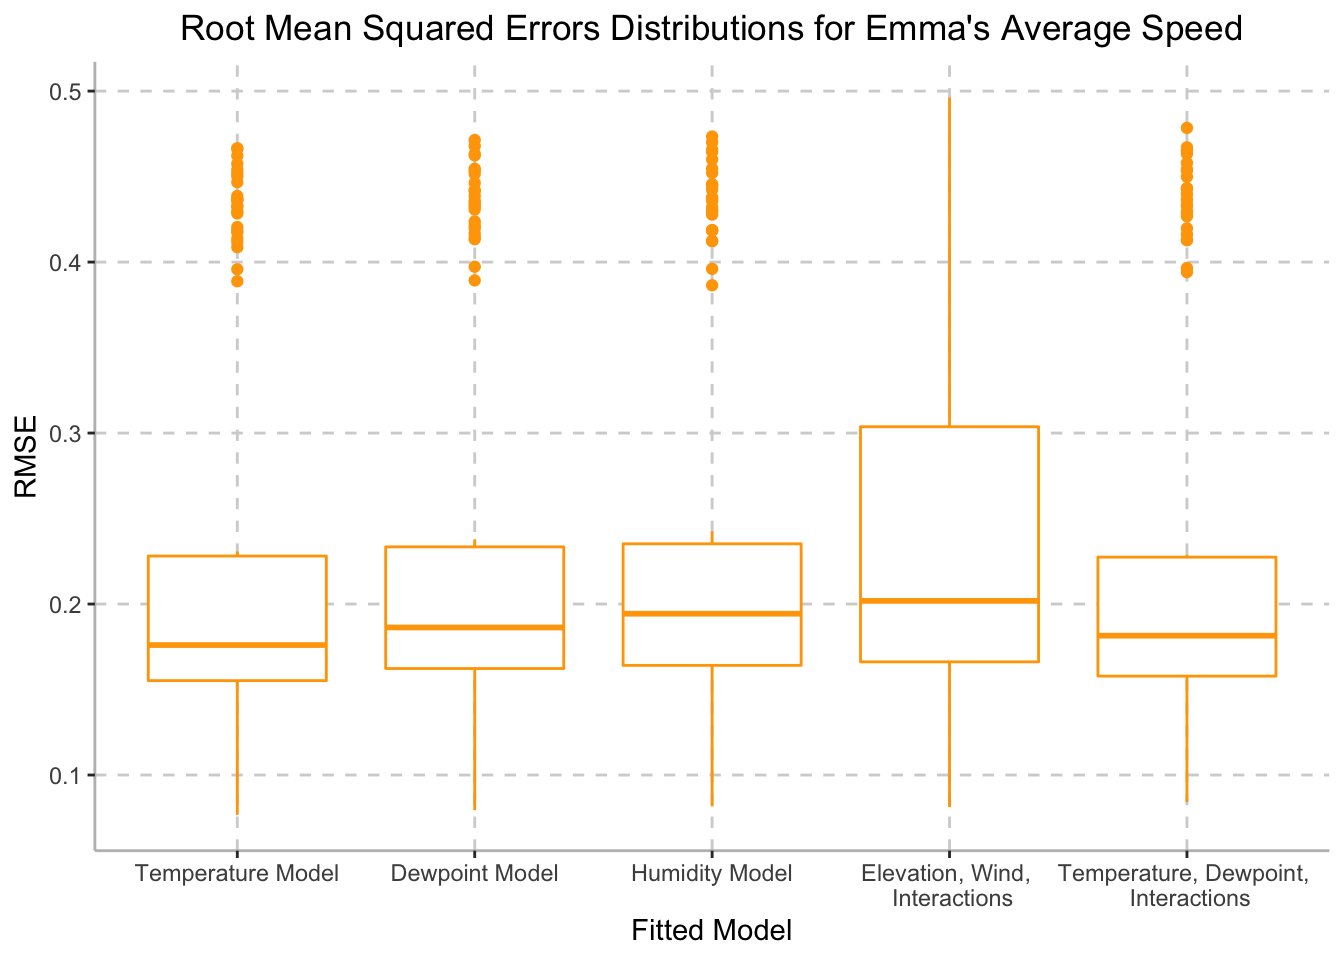 Root Mean Squared Errors Distributions for Emma's Average Speed
RMSE
0.5
0.4
0.3
0.2
0.1
Temperature Model
Dewpoint Model
Humidity Model
Elevation, Wind,
Interactions
Temperature, Dewpoint,
Interactions
Fitted Model